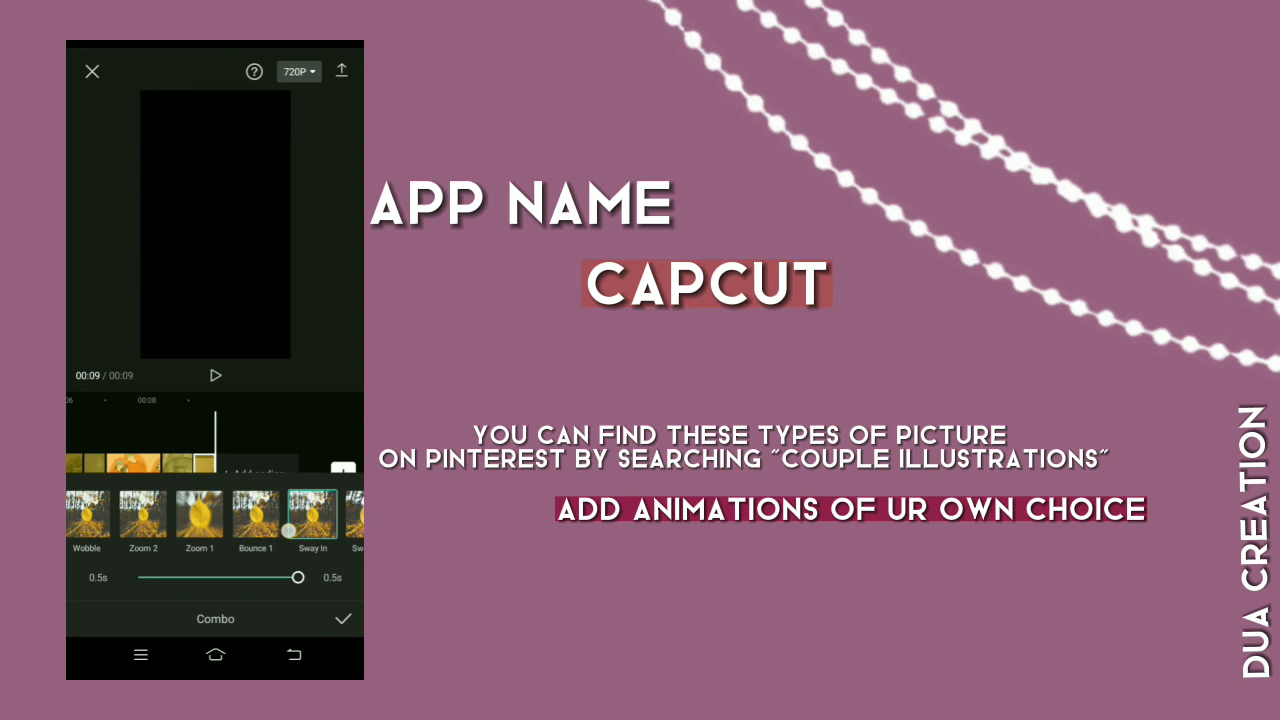 720P
00:09 / 00:09
00:08
Wobble
Zoom 2
Zoom 1
Bounce 1
Sway In
0.5s
0.5s
Combo
APP NAME
CAPCUT
YOU CAN FIND THESE TYPES OF PICTURE
ON PINTEREST BY SEARCHING "COUPLE ILLUSTRATIONS"
ADD ANIMATIONS OF UR OWN CHOICE
DUA CREATION